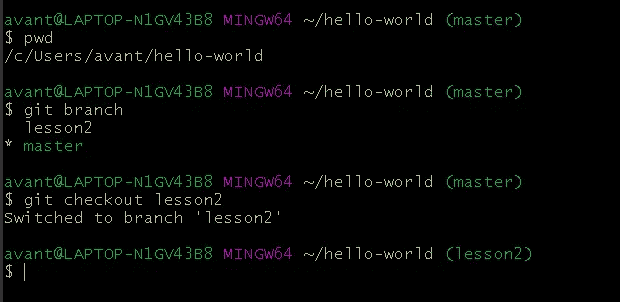 avant@LAPTOP-N1GV43B8 MINGW64 ~/hello-world (master)
$ pwd
/c/Users/avant/hello-world
avant@LAPTOP-N1GV43B8 MINGW64 ~/hello-world (master)
$ git branch
  lesson2
* master
avant@LAPTOP-N1GV43B8 MINGW64 ~/hello-world (master)
$ git checkout lesson2
Switched to branch 'lesson2'
avant@LAPTOP-N1GV43B8 MINGW64 ~/hello-world (lesson2)
$